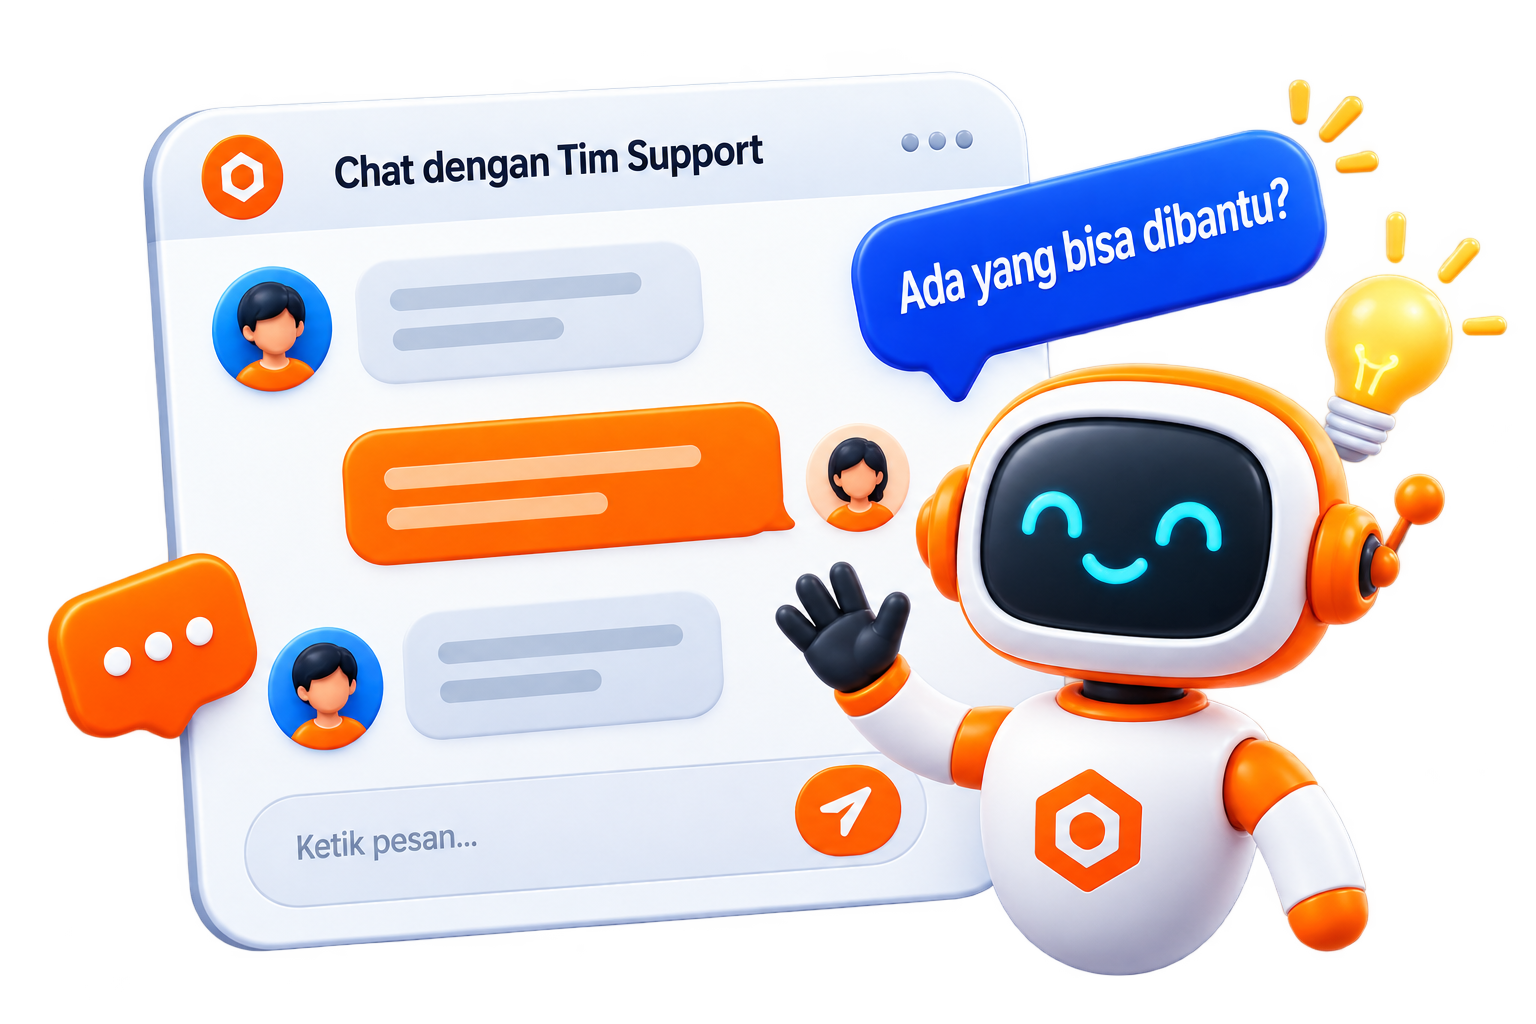 Chat dengan Tim Support
Ada yang bisa dibantu?
Ketik pesan...